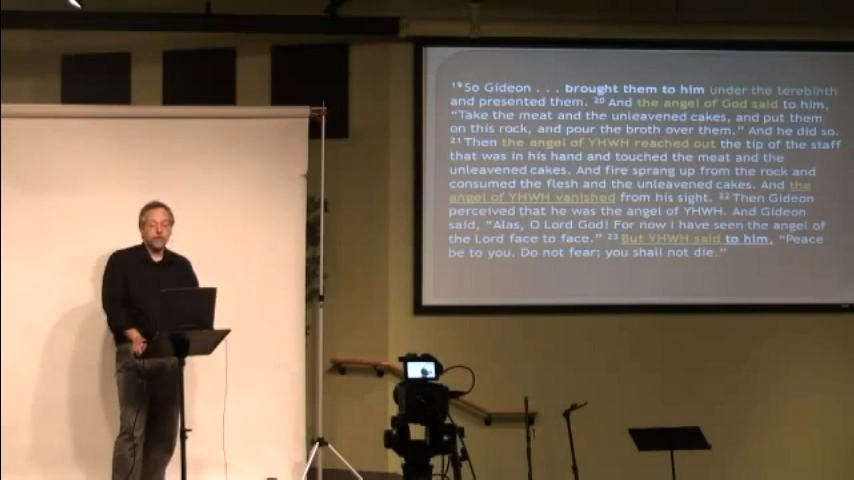 ¹⁹So Gideon . . . brought them to him under the terebinth
and presented them. ²⁰ And the angel of God said to him,
"Take the meat and the unleavened cakes, and put them
on this rock, and pour the broth over them." And he did so.
²¹ Then the angel of YHWH reached out the tip of the staff
that was in his hand and touched the meat and the
unleavened cakes. And fire sprang up from the rock and
consumed the flesh and the unleavened cakes. And the
angel of YHWH vanished from his sight. ²² Then Gideon
perceived that he was the angel of YHWH. And Gideon
said, "Alas, O Lord God! For now i have seen the angel of
the Lord face to face." ²³ But YHWH said to him, "Peace
be to you. Do not fear; you shall not die."